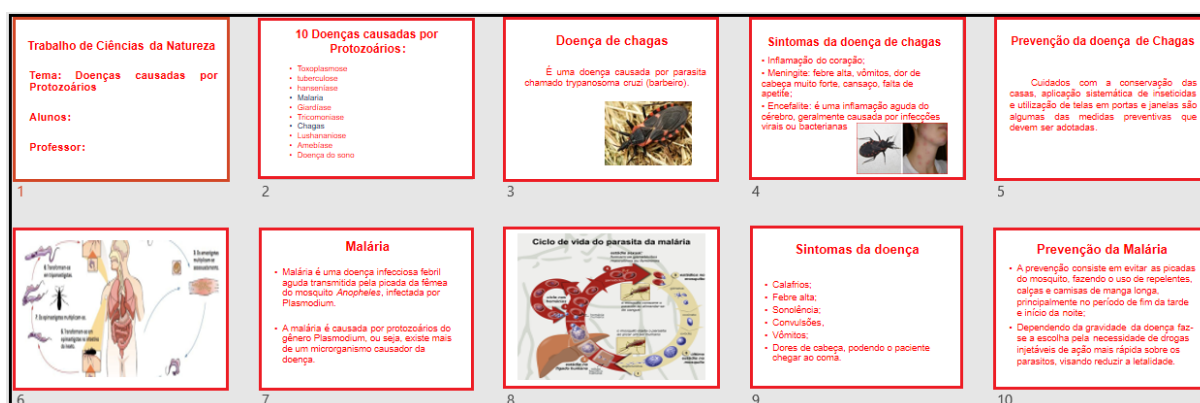 Trabalho de Ciências da Natureza
Tema: Doenças causadas por
Protozoários
Alunos:
Professor:
1
10 Doenças causadas por
Protozoários:
• Toxoplasmose
• tuberculose
• hanseníase
• Malaria
• Giardíase
• Tricomoniase
• Chagas
• Lushananiose
• Amebíase
• Doença do sono
2
Doença de chagas
É uma doença causada por parasita
chamado trypanosoma cruzi (barbeiro).
3
Sintomas da doença de chagas
• Inflamação do coração;
• Meningite: febre alta, vômitos, dor de
cabeça muito forte, cansaço, falta de
apetite;
• Encefalite: é uma inflamação aguda do
cérebro, geralmente causada por infecções
virais ou bacterianas
4
Prevenção da doença de Chagas
Cuidados com a conservação das
casas, aplicação sistemática de inseticidas
e utilização de telas em portas e janelas são
algumas das medidas preventivas que
devem ser adotadas.
5
6
Malária
• Malária é uma doença infecciosa febril
aguda transmitida pela picada da fêmea
do mosquito Anopheles, infectada por
Plasmodium.
• A malária é causada por protozoários do
gênero Plasmodium, ou seja, existe mais
de um microrganismo causador da
doença.
7
Ciclo de vida do parasita da malária
8
Sintomas da doença
• Calafrios;
• Febre alta;
• Sonolência;
• Convulsões,
• Vômitos;
• Dores de cabeça, podendo o paciente
chegar ao coma.
9
Prevenção da Malária
• A prevenção consiste em evitar as picadas
do mosquito, fazendo o uso de repelentes,
calças e camisas de manga longa,
principalmente no período de fim da tarde
e início da noite;
• Dependendo da gravidade da doença faz-
se a escolha pela necessidade de drogas
injetáveis de ação mais rápida sobre os
parasitos, visando reduzir a letalidade.
10